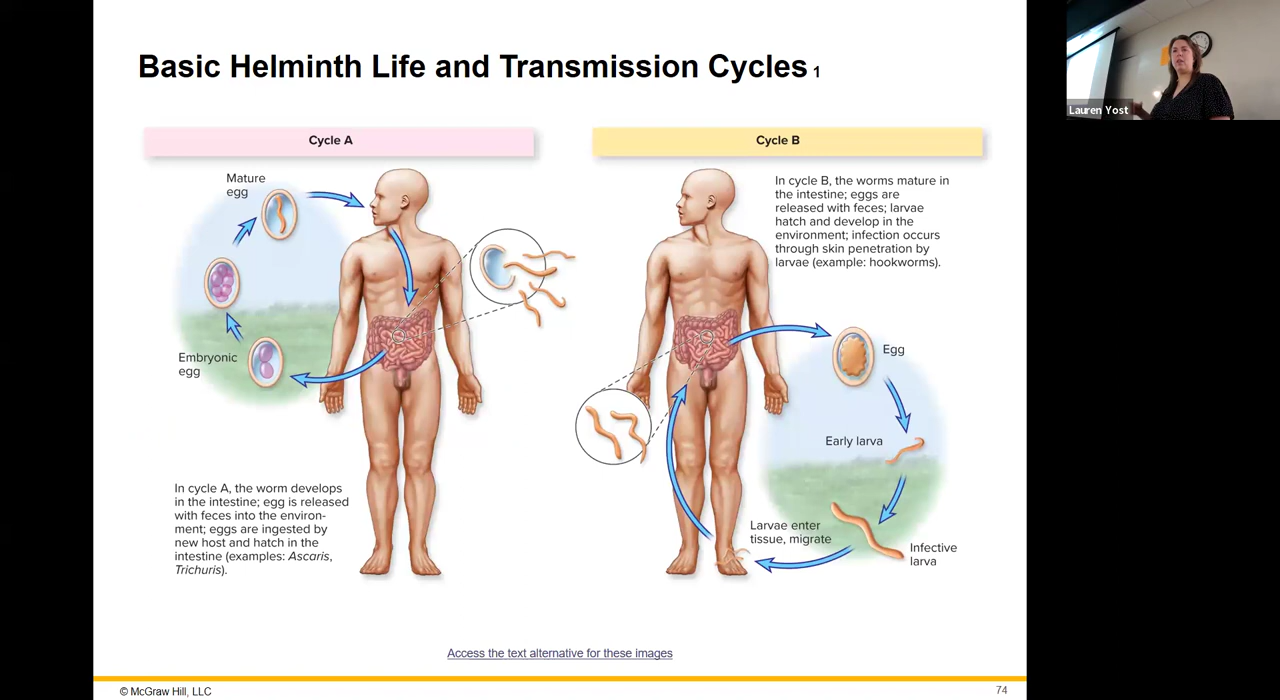 Basic Helminth Life and Transmission Cycles 1
Lauren Yost
Cycle A
Mature
egg
Embryonic
egg
In cycle A, the worm develops
in the intestine; egg is released
with feces into the environ-
ment; eggs are ingested by
new host and hatch in the
intestine (examples: Ascaris,
Trichuris).
Cycle B
In cycle B, the worms mature in
the intestine; eggs are
released with feces; larvae
hatch and develop in the
environment; infection occurs
through skin penetration by
larvae (example: hookworms).
Egg
Early larva
Larvae enter
tissue, migrate
Infective
larva
Access the text alternative for these images
© McGraw Hill, LLC
74